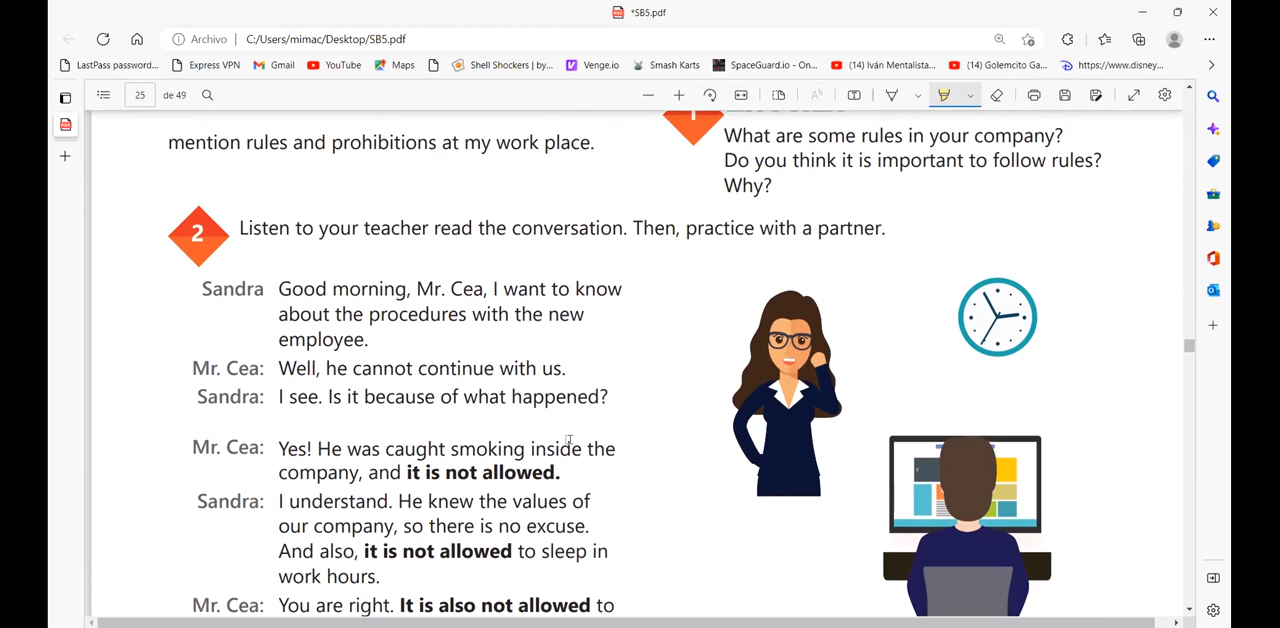 *SB5.pdf
Archivo | C:/Users/mimac/Desktop/SB5.pdf
LastPass password... Express VPN Gmail YouTube Maps Shell Shockers | by... Venge.io Smash Karts SpaceGuard.io - On... (14) Iván Mentalista... (14) Golemcito Ga... https://www.disney...
25 de 49
mention rules and prohibitions at my work place.
1
What are some rules in your company?
Do you think it is important to follow rules?
Why?
2 Listen to your teacher read the conversation. Then, practice with a partner.
Sandra Good morning, Mr. Cea, I want to know
about the procedures with the new
employee.
Mr. Cea: Well, he cannot continue with us.
Sandra: I see. Is it because of what happened?
Mr. Cea: Yes! He was caught smoking inside the
company, and it is not allowed.
Sandra: I understand. He knew the values of
our company, so there is no excuse.
And also, it is not allowed to sleep in
work hours.
Mr. Cea: You are right. It is also not allowed to